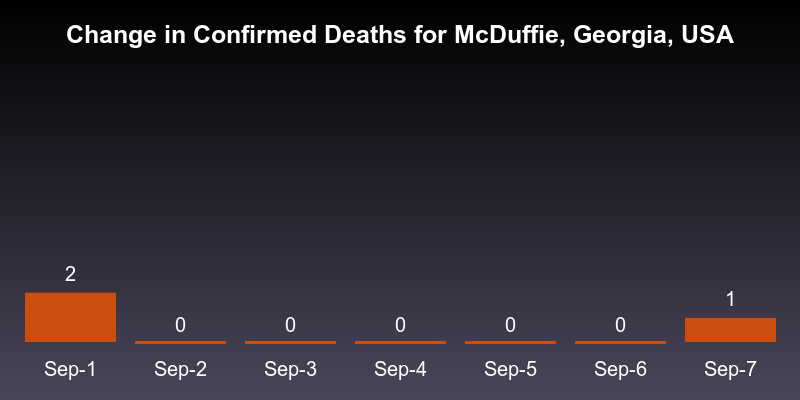 Change in Confirmed Deaths for McDuffie, Georgia, USA
2
0
0
0
0
0
1
Sep-1
Sep-2
Sep-3
Sep-4
Sep-5
Sep-6
Sep-7